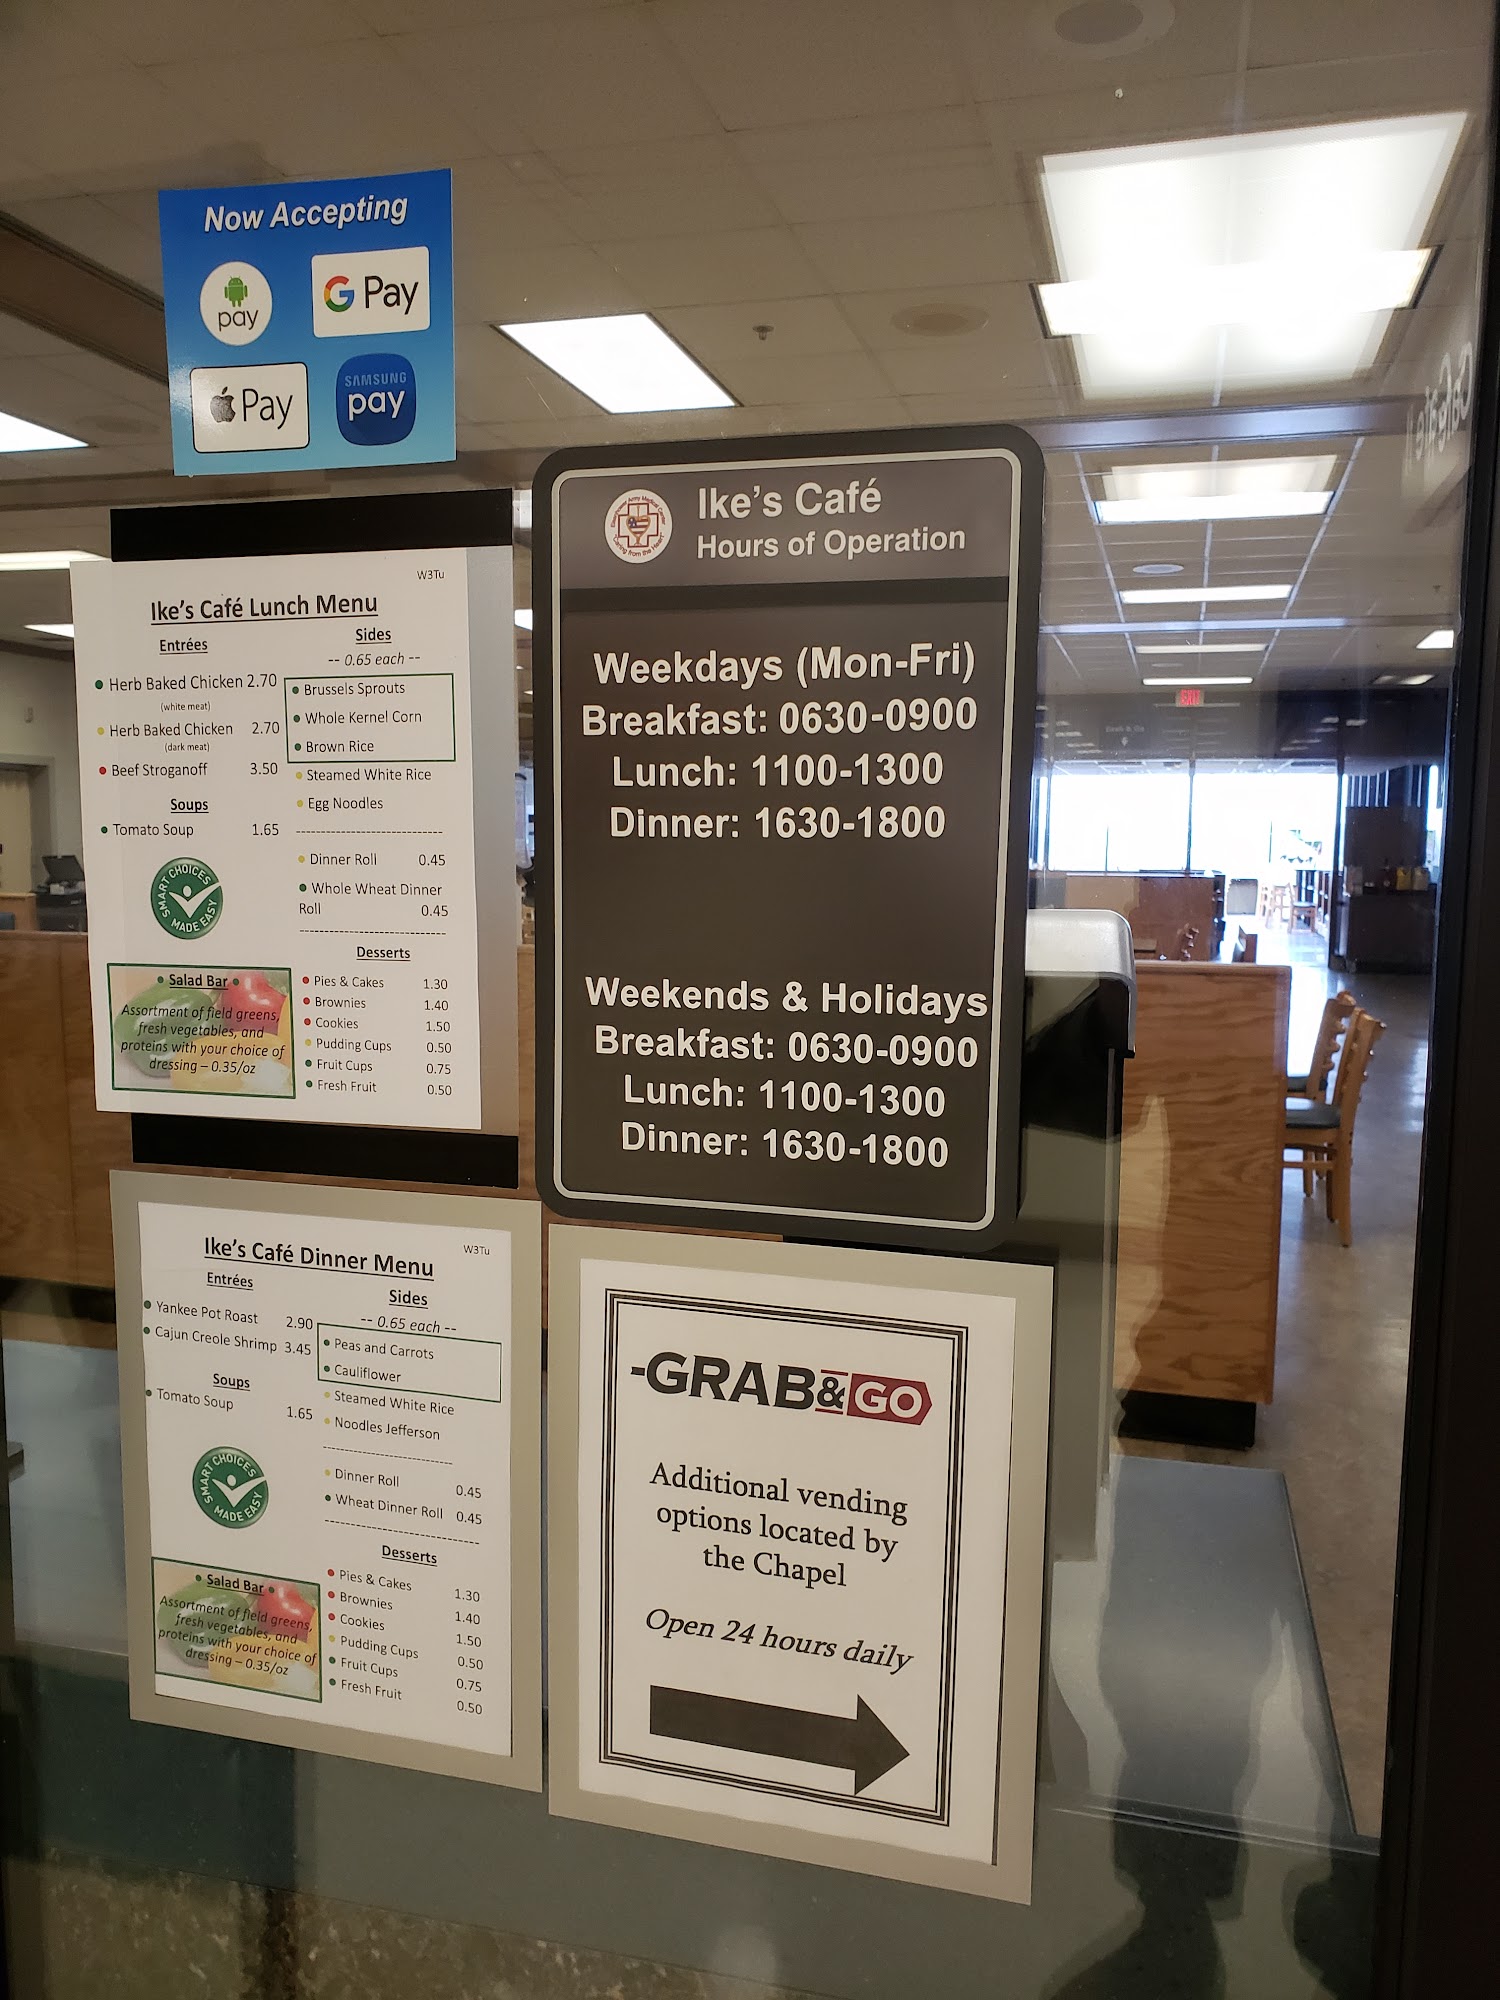 Now Accepting
pay
G Pay
Pay
SAMSUNG
pay
W3Tu
Ike's Café Lunch Menu
Entrées
• Herb Baked Chicken 2.70
(white meat)
• Herb Baked Chicken 2.70
(dark meat)
• Beef Stroganoff 3.50
Soups
• Tomato Soup 1.65
SMART CHOICES
MADE EASY
• Salad Bar •
Assortment of field greens,
fresh vegetables, and
proteins with your choice of
dressing – 0.35/oz
Sides
-- 0.65 each --
• Brussels Sprouts
• Whole Kernel Corn
• Brown Rice
• Steamed White Rice
• Egg Noodles
• Dinner Roll 0.45
• Whole Wheat Dinner
Roll 0.45
Desserts
• Pies & Cakes 1.30
• Brownies 1.40
• Cookies 1.50
• Pudding Cups 0.50
• Fruit Cups 0.75
• Fresh Fruit 0.50
Ike's Café
Hours of Operation
Weekdays (Mon-Fri)
Breakfast: 0630-0900
Lunch: 1100-1300
Dinner: 1630-1800
Weekends & Holidays
Breakfast: 0630-0900
Lunch: 1100-1300
Dinner: 1630-1800
W3Tu
Ike's Café Dinner Menu
Entrées
• Yankee Pot Roast 2.90
• Cajun Creole Shrimp 3.45
Soups
• Tomato Soup 1.65
SMART CHOICES
MADE EASY
• Salad Bar •
Assortment of field greens,
fresh vegetables, and
proteins with your choice of
dressing – 0.35/oz
Sides
-- 0.65 each --
• Peas and Carrots
• Cauliflower
• Steamed White Rice
• Noodles Jefferson
• Dinner Roll 0.45
• Wheat Dinner Roll 0.45
Desserts
• Pies & Cakes 1.30
• Brownies 1.40
• Cookies 1.50
• Pudding Cups 0.50
• Fruit Cups 0.75
• Fresh Fruit 0.50
-GRAB&GO
Additional vending
options located by
the Chapel
Open 24 hours daily
EXIT